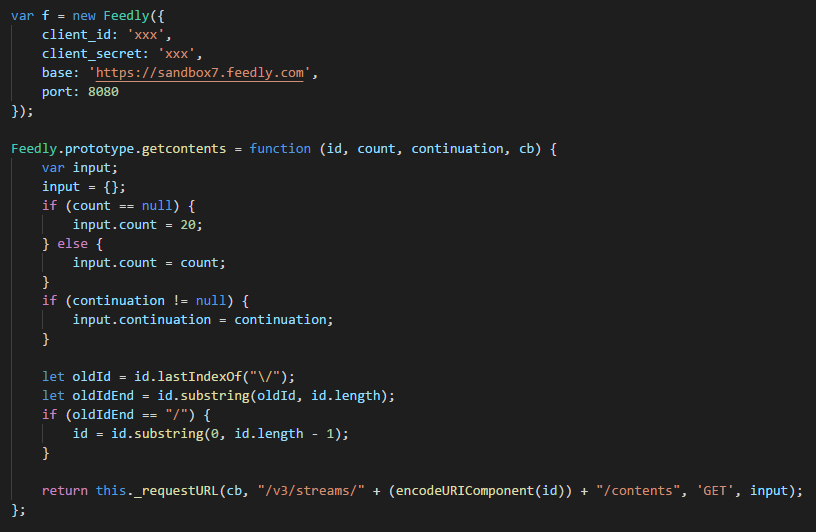 var f = new Feedly({
    client_id: 'xxx',
    client_secret: 'xxx',
    base: 'https://sandbox7.feedly.com',
    port: 8080
});

Feedly.prototype.getcontents = function (id, count, continuation, cb) {
    var input;
    input = {};
    if (count == null) {
        input.count = 20;
    } else {
        input.count = count;
    }
    if (continuation != null) {
        input.continuation = continuation;
    }

    let oldId = id.lastIndexOf("\/");
    let oldIdEnd = id.substring(oldId, id.length);
    if (oldIdEnd == "/") {
        id = id.substring(0, id.length - 1);
    }

    return this._requestURL(cb, "/v3/streams/" + (encodeURIComponent(id)) + "/contents", 'GET', input);
};